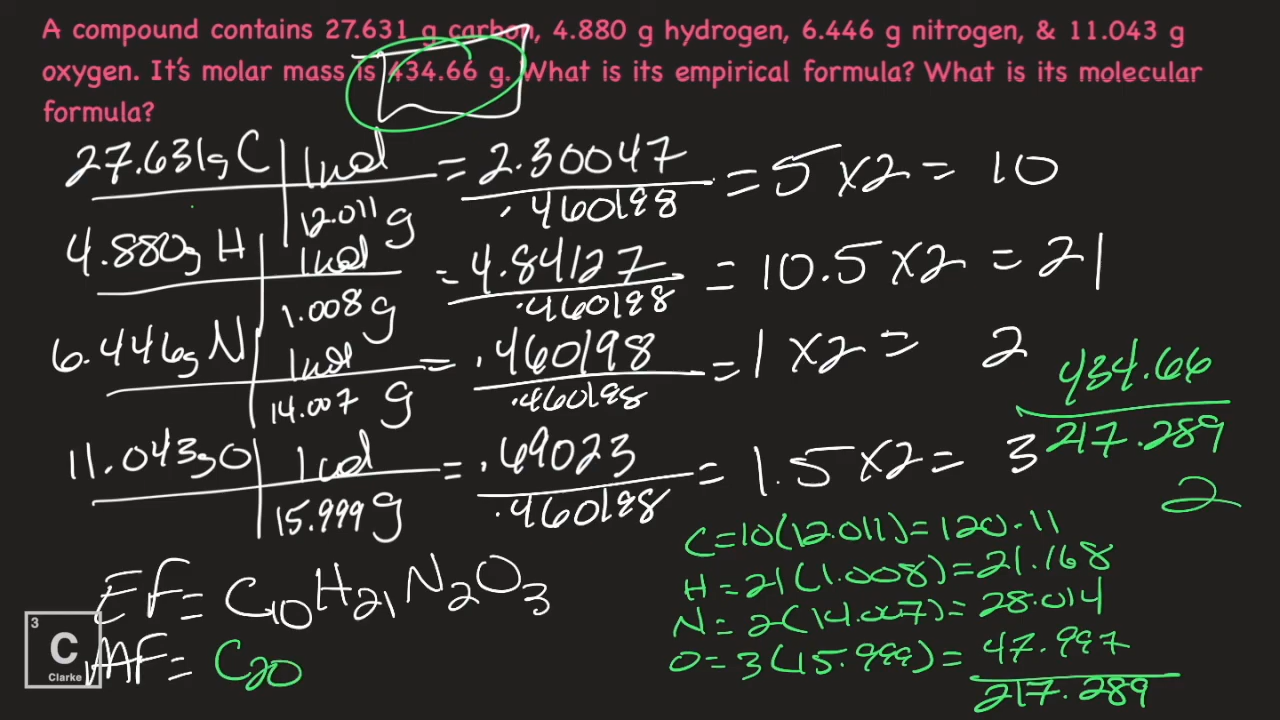 A compound contains 27.631 g carbon, 4.880 g hydrogen, 6.446 g nitrogen, & 11.043 g
oxygen. It's molar mass is 434.66 g. What is its empirical formula? What is its molecular
formula?
27.631g C | 1 mol = 2.30047 = 5 x 2 = 10
12.011 g .460198
4.880g H | 1 mol = 4.84127 = 10.5 x 2 = 21
1.008 g .460198
6.446g N | 1 mol = .460198 = 1 x 2 = 2
14.007 g .460198
434.66
217.289
2
11.043g O | 1 mol = .69023 = 1.5 x 2 = 3
15.999 g .460198
C = 10(12.011) = 120.11
H = 21(1.008) = 21.168
N = 2(14.007) = 28.014
O = 3(15.999) = 47.997
217.289
EF = C10H21N2O3
MF = C20
3
C
Clarke